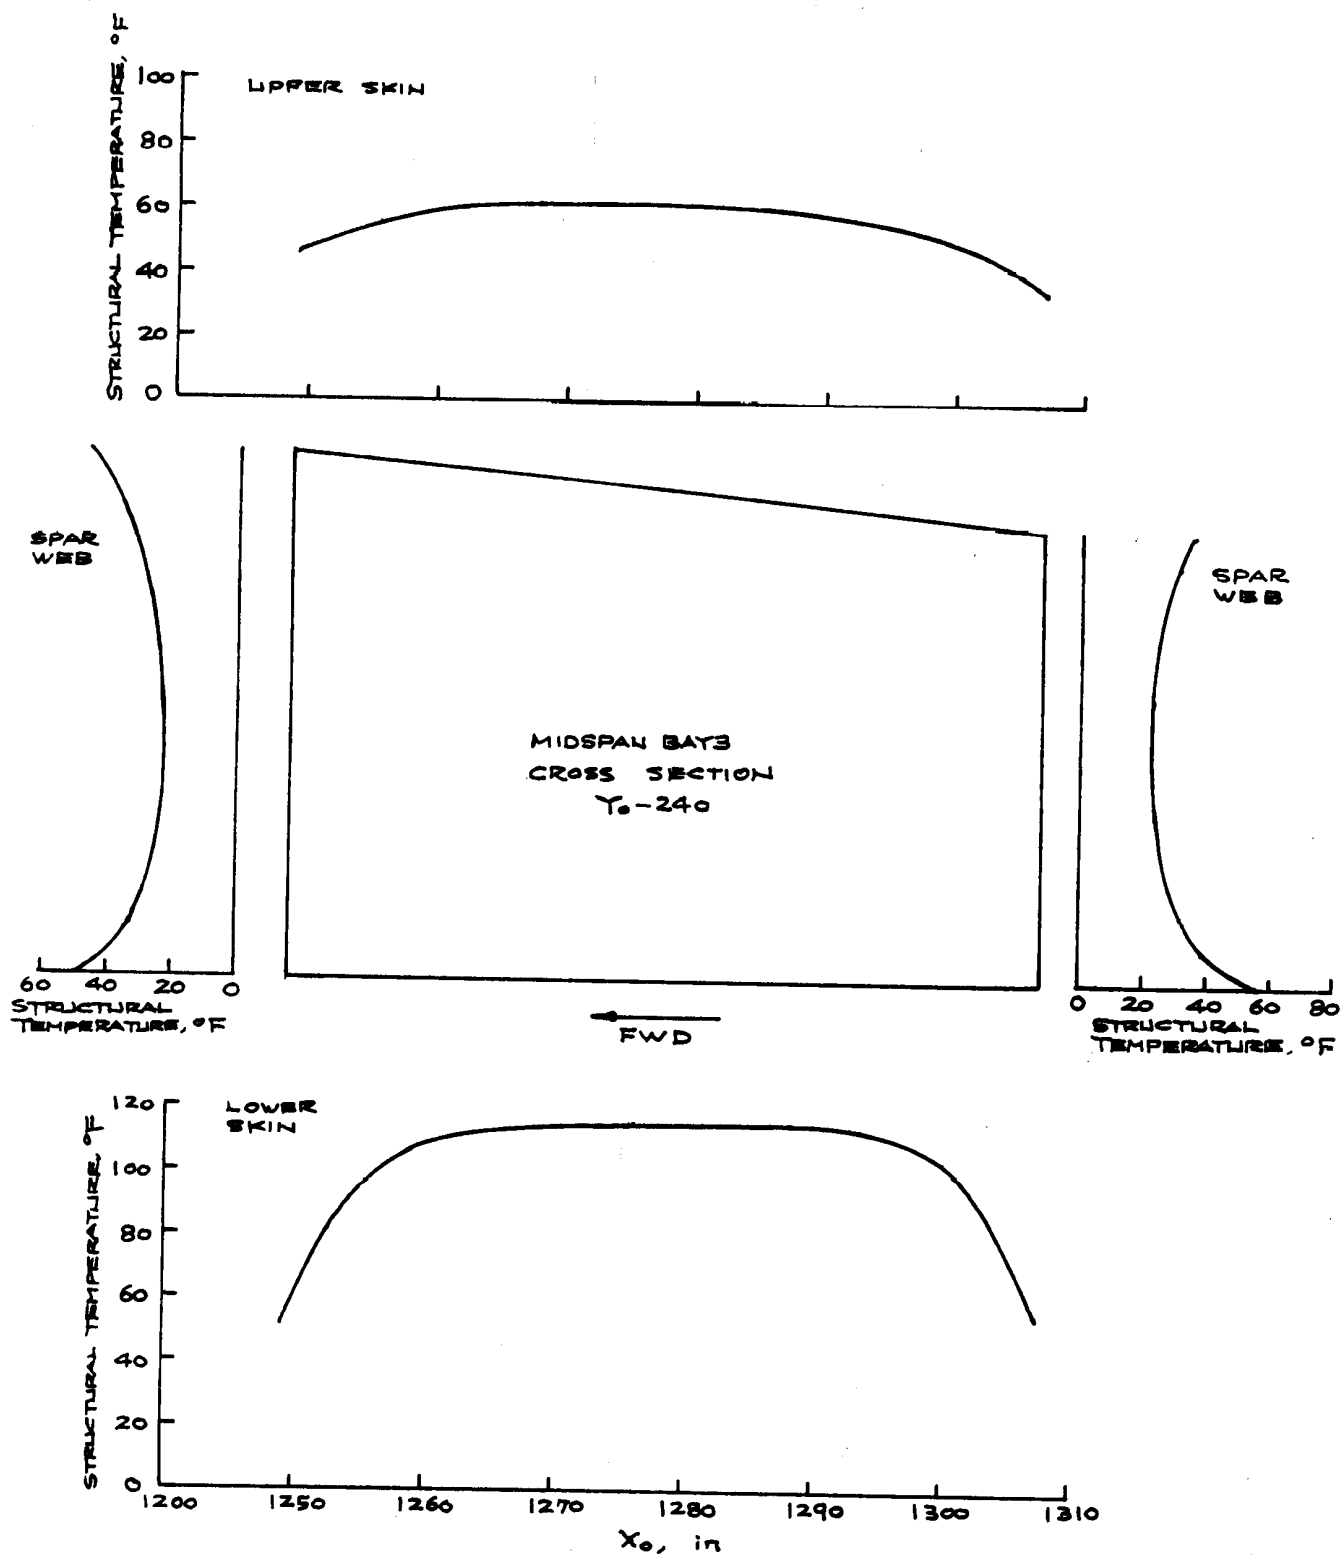 STRUCTURAL TEMPERATURE, °F
100
UPPER SKIN
80
60
40
20
0
SPAR
WEB
SPAR
WEB
MIDSPAN BAY3
CROSS SECTION
Y₀-240
60 40 20 0
STRUCTURAL
TEMPERATURE, °F
0 20 40 60 80
STRUCTURAL
TEMPERATURE, °F
FWD
STRUCTURAL TEMPERATURE, °F
120
LOWER
SKIN
100
80
60
40
20
0
1200 1250 1260 1270 1280 1290 1300 1310
X₀, in